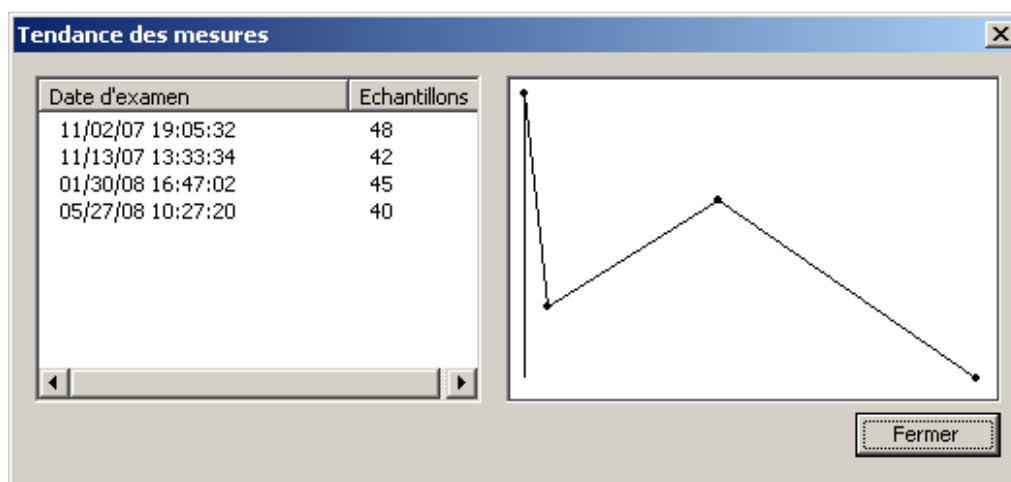 Tendance des mesures
Date d'examen Echantillons
11/02/07 19:05:32 48
11/13/07 13:33:34 42
01/30/08 16:47:02 45
05/27/08 10:27:20 40
Fermer